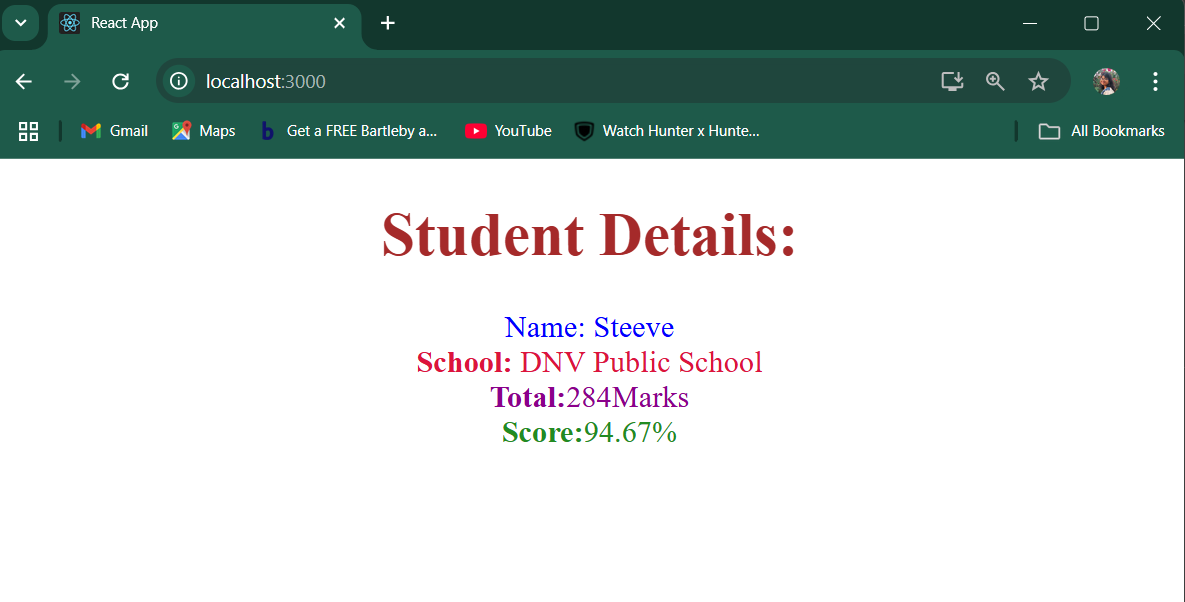 React App
localhost:3000
Gmail Maps b Get a FREE Bartleby a... YouTube Watch Hunter x Hunte... All Bookmarks
Student Details:
Name: Steeve
School: DNV Public School
Total:284Marks
Score:94.67%